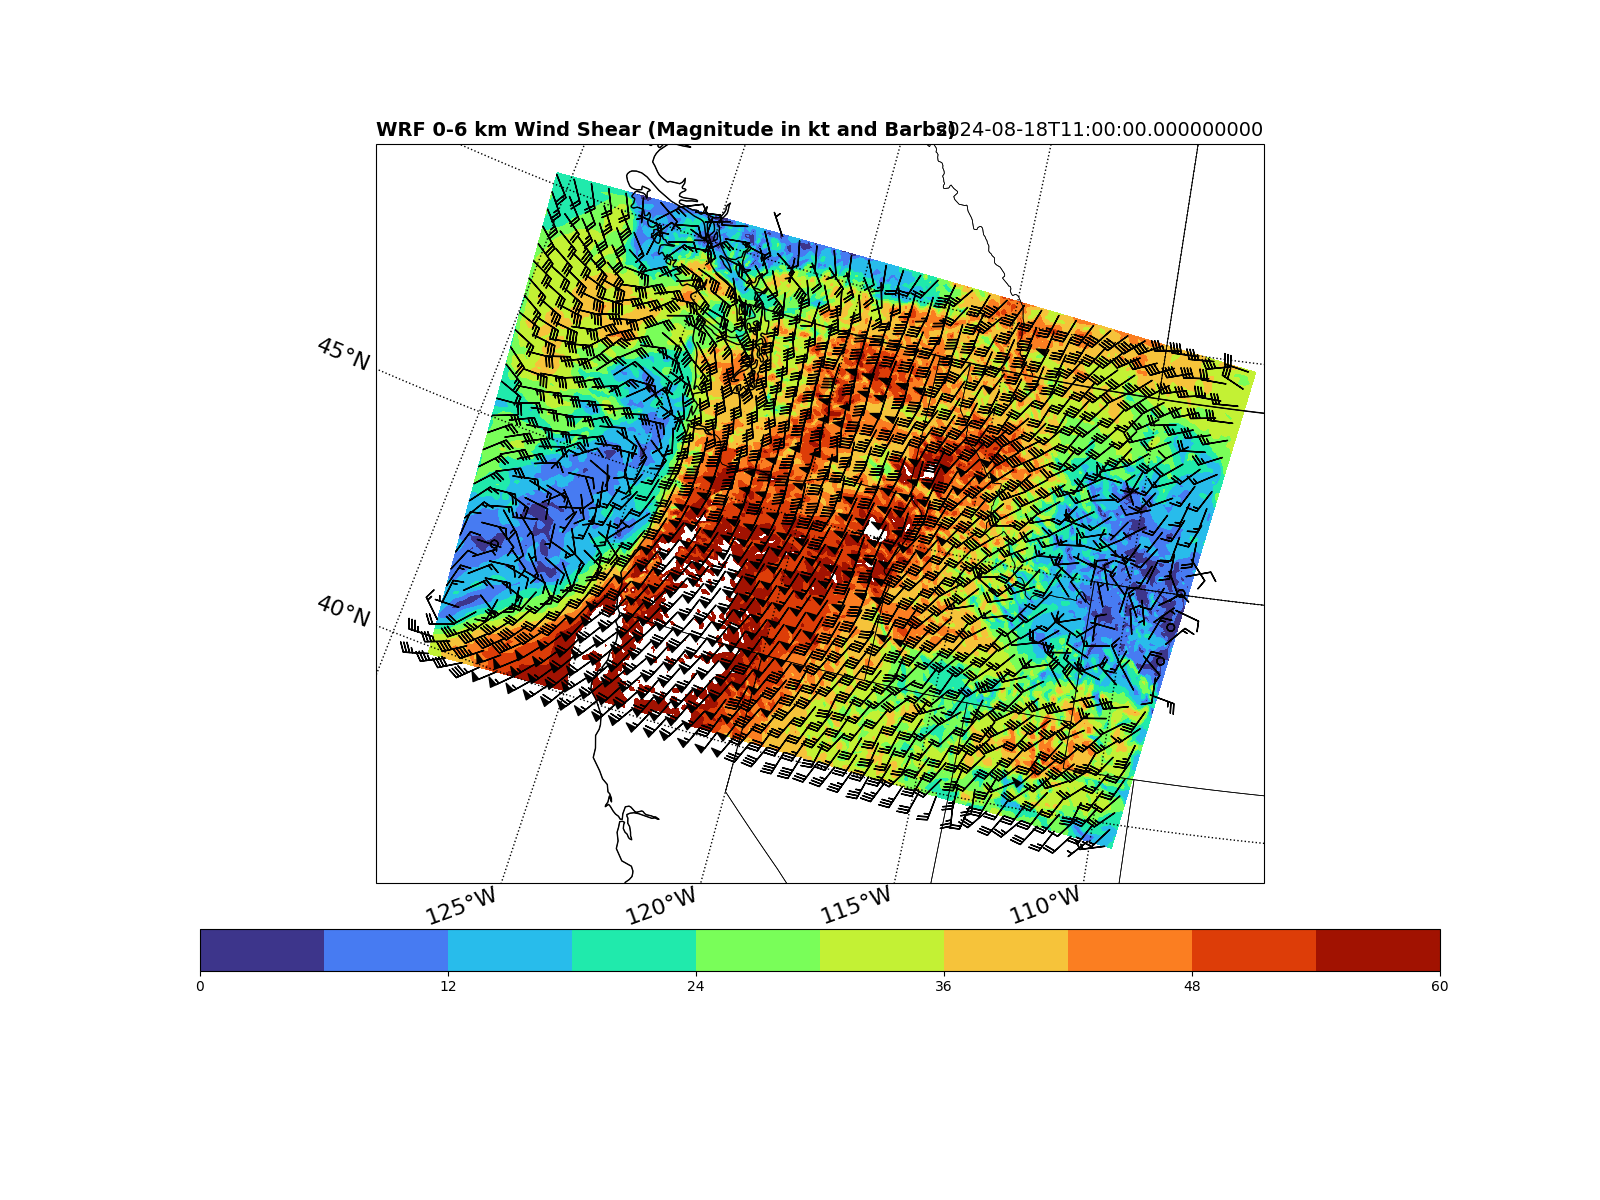 WRF 0-6 km Wind Shear (Magnitude in kt and Barbs) 2024-08-18T11:00:00.000000000
45°N
40°N
125°W 120°W 115°W 110°W
0 12 24 36 48 60